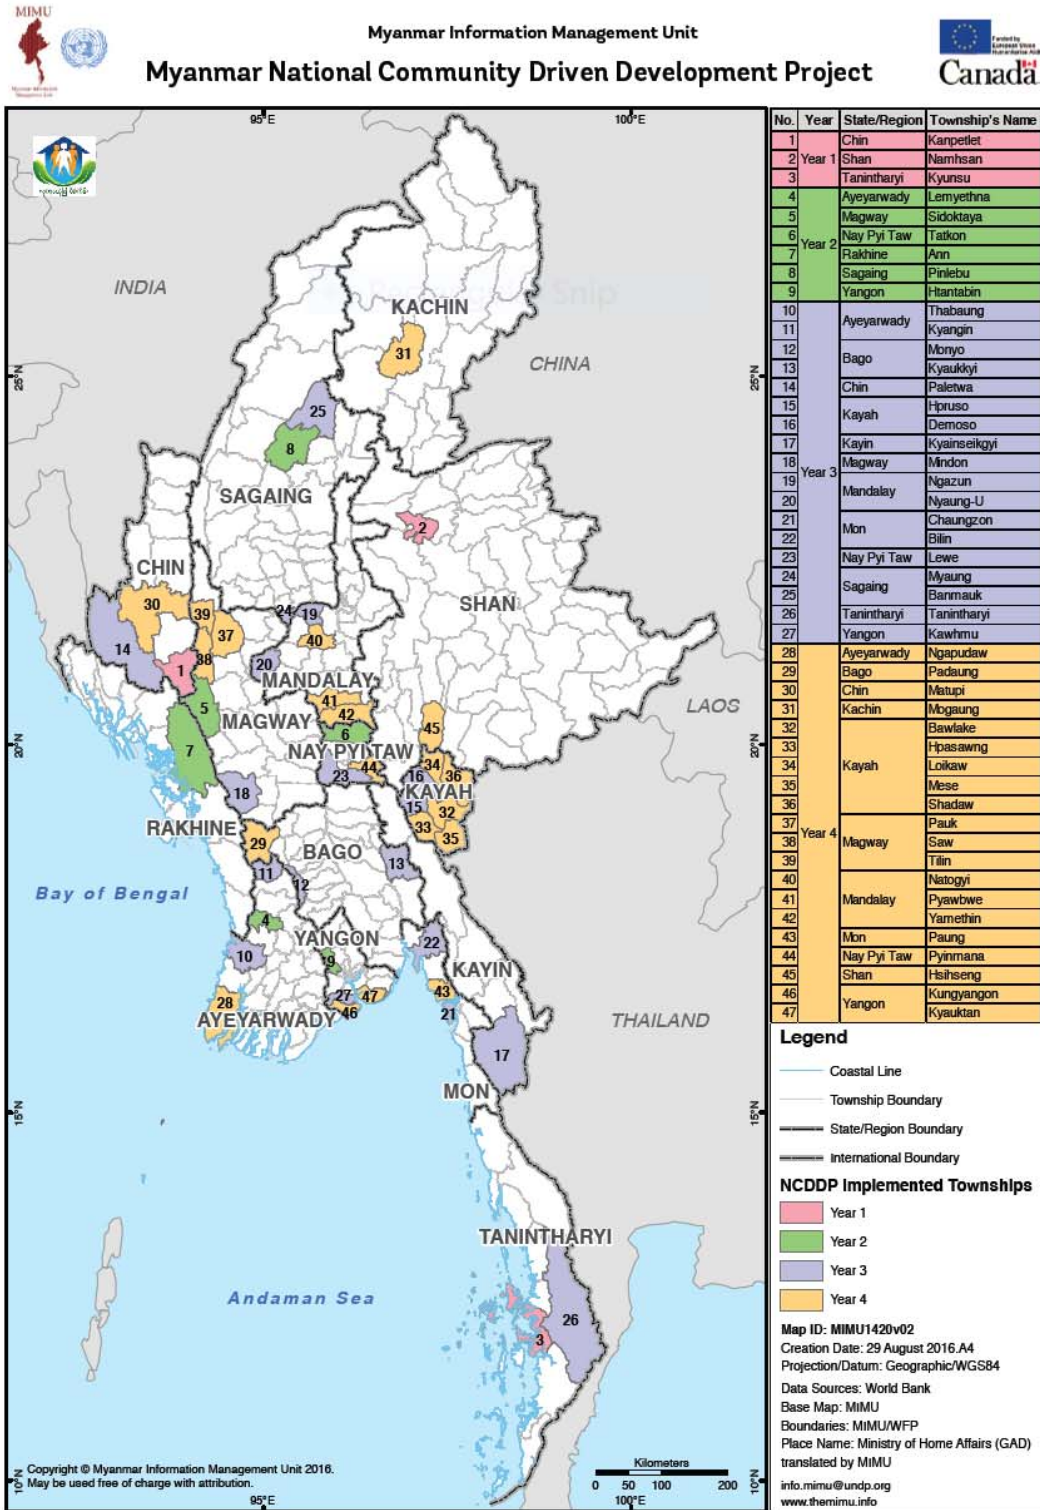 MIMU
Myanmar Information Management Unit
Myanmar National Community Driven Development Project
Funded by
European Union
Humanitarian Aid
Canada
95°E
100°E
25°N
20°N
15°N
10°N
25°N
20°N
15°N
10°N
95°E
100°E
INDIA
KACHIN
31
CHINA
25
8
SAGAING
2
CHIN
30
39
24
19
SHAN
37
40
14
38
1
20
MANDALAY
41
5
MAGWAY
42
45
LAOS
6
7
NAY PYI TAW
44
34
23
16
36
18
KAYAH
15
32
RAKHINE
33
35
29
BAGO
13
11
12
Bay of Bengal
4
YANGON
22
10
9
KAYIN
28
27
47
43
46
21
AYEYARWADY
THAILAND
17
MON
TANINTHARYI
Andaman Sea
26
3
No. Year State/Region Township's Name
1 Year 1 Chin Kanpetlet
2 Shan Namhsan
3 Tanintharyi Kyunsu
4 Year 2 Ayeyarwady Lemyethna
5 Magway Sidoktaya
6 Nay Pyi Taw Tatkon
7 Rakhine Ann
8 Sagaing Pinlebu
9 Yangon Htantabin
10 Year 3 Ayeyarwady Thabaung
11 Kyangin
12 Bago Monyo
13 Kyaukkyi
14 Chin Paletwa
15 Kayah Hpruso
16 Demoso
17 Kayin Kyainseikgyi
18 Magway Mindon
19 Mandalay Ngazun
20 Nyaung-U
21 Mon Chaungzon
22 Bilin
23 Nay Pyi Taw Lewe
24 Sagaing Myaung
25 Banmauk
26 Tanintharyi Tanintharyi
27 Yangon Kawhmu
28 Year 4 Ayeyarwady Ngapudaw
29 Bago Padaung
30 Chin Matupi
31 Kachin Mogaung
32 Kayah Bawlake
33 Hpasawng
34 Loikaw
35 Mese
36 Shadaw
37 Magway Pauk
38 Saw
39 Tilin
40 Mandalay Natogyi
41 Pyawbwe
42 Yamethin
43 Mon Paung
44 Nay Pyi Taw Pyinmana
45 Shan Hsihseng
46 Yangon Kungyangon
47 Kyauktan
Legend
Coastal Line
Township Boundary
State/Region Boundary
International Boundary
NCDDP Implemented Townships
Year 1
Year 2
Year 3
Year 4
Map ID: MIMU1420v02
Creation Date: 29 August 2016.A4
Projection/Datum: Geographic/WGS84
Data Sources: World Bank
Base Map: MIMU
Boundaries: MIMU/WFP
Place Name: Ministry of Home Affairs (GAD)
translated by MIMU
info.mimu@undp.org
www.themimu.info
Copyright © Myanmar Information Management Unit 2016.
May be used free of charge with attribution.
Kilometers
0 50 100 200